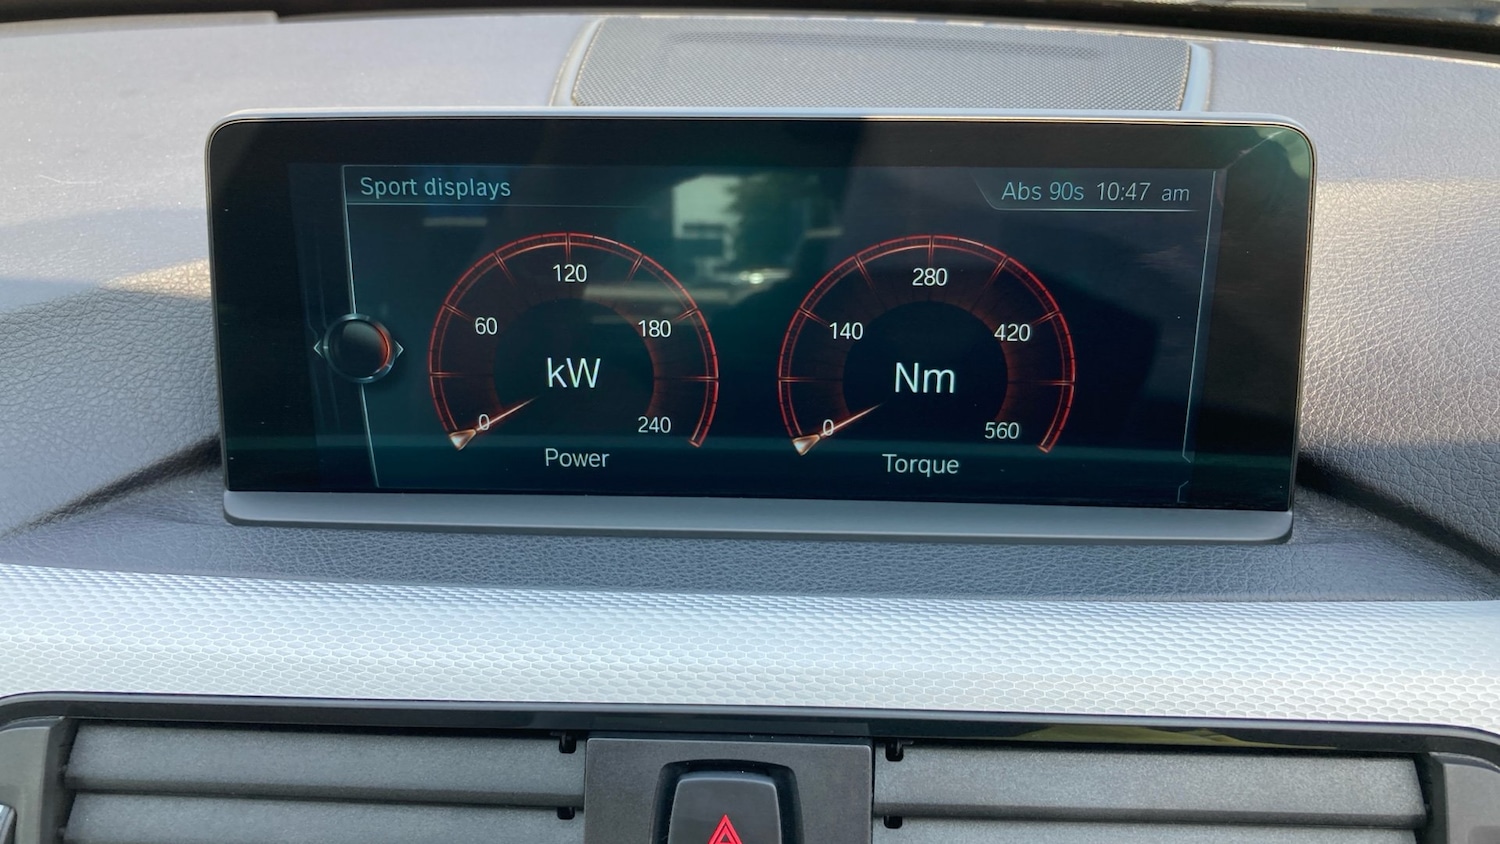 Sport displays
Abs 90s 10:47 am
120
60
180
kW
0
240
Power
280
140
420
Nm
0
560
Torque